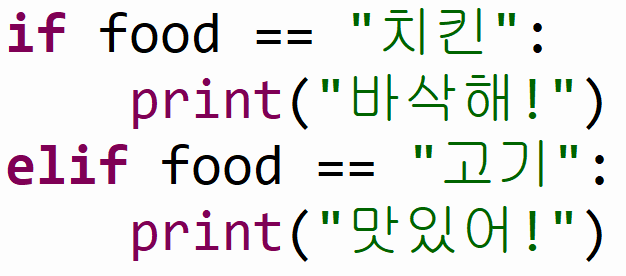 if food == "치킨":
    print("바삭해!")
elif food == "고기":
    print("맛있어!")